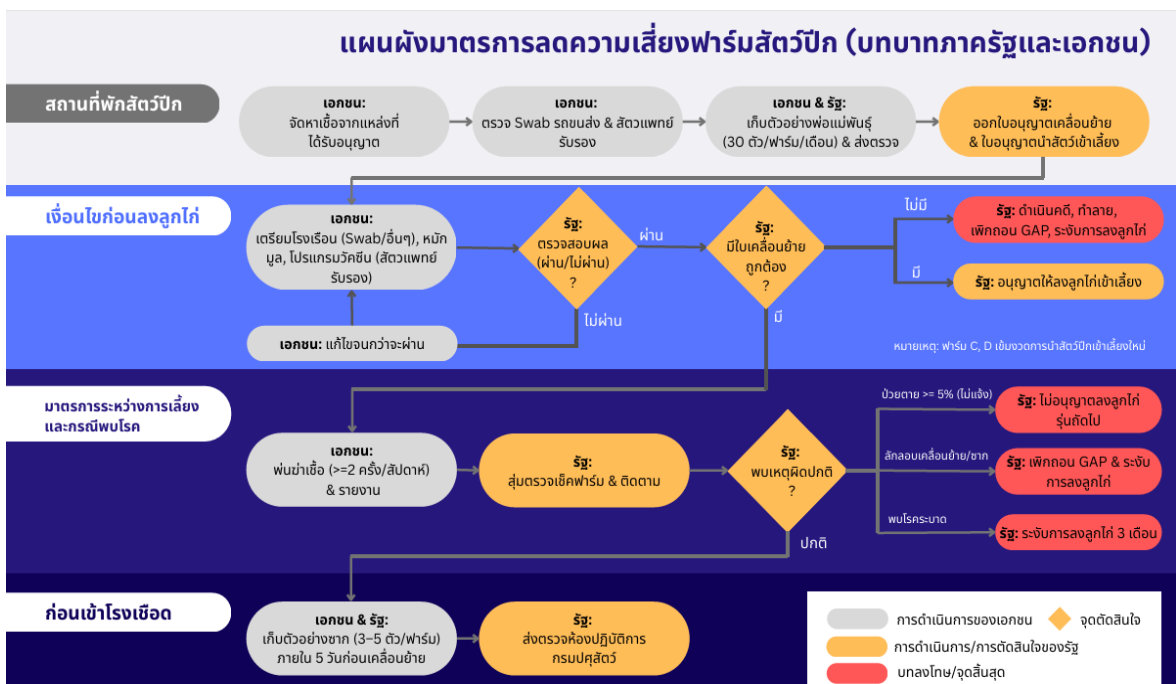 แผนผังมาตรการลดความเสี่ยงฟาร์มสัตว์ปีก (บทบาทภาครัฐและเอกชน)
สถานที่พักสัตว์ปีก
เอกชน:
จัดหาเชื้อจากแหล่งที่
ได้รับอนุญาต
เอกชน:
ตรวจ Swab รถขนส่ง & สัตวแพทย์
รับรอง
เอกชน & รัฐ:
เก็บตัวอย่างพ่อแม่พันธุ์
(30 ตัว/ฟาร์ม/เดือน) & ส่งตรวจ
รัฐ:
ออกใบอนุญาตเคลื่อนย้าย
& ใบอนุญาตนำสัตว์เข้าเลี้ยง
เงื่อนไขก่อนลงลูกไก่
เอกชน:
เตรียมโรงเรือน (Swab/อื่นๆ), หมัก
มูล, โปรแกรมวัคซีน (สัตวแพทย์
รับรอง)
รัฐ:
ตรวจสอบผล
(ผ่าน/ไม่ผ่าน)
?
ผ่าน
ไม่ผ่าน
เอกชน: แก้ไขจนกว่าจะผ่าน
รัฐ:
มีใบเคลื่อนย้าย
ถูกต้อง
?
ไม่มี
รัฐ: ดำเนินคดี, ทำลาย,
เพิกถอน GAP, ระงับการลงลูกไก่
มี
รัฐ: อนุญาตให้ลงลูกไก่เข้าเลี้ยง
มี
หมายเหตุ: ฟาร์ม C, D เข้มงวดการนำสัตว์ปีกเข้าเลี้ยงใหม่
มาตรการระหว่างการเลี้ยง
และกรณีพบโรค
เอกชน:
พ่นฆ่าเชื้อ (>=2 ครั้ง/สัปดาห์)
& รายงาน
รัฐ:
สุ่มตรวจเช็คฟาร์ม & ติดตาม
รัฐ:
พบเหตุผิดปกติ
?
ป่วยตาย >= 5% (ไม่แจ้ง)
รัฐ: ไม่อนุญาตลงลูกไก่
รุ่นถัดไป
ลักลอบเคลื่อนย้าย/ซาก
รัฐ: เพิกถอน GAP & ระงับ
การลงลูกไก่
พบโรคระบาด
รัฐ: ระงับการลงลูกไก่ 3 เดือน
ปกติ
ก่อนเข้าโรงเชือด
เอกชน & รัฐ:
เก็บตัวอย่างซาก (3–5 ตัว/ฟาร์ม)
ภายใน 5 วันก่อนเคลื่อนย้าย
รัฐ:
ส่งตรวจห้องปฏิบัติการ
กรมปศุสัตว์
การดำเนินการของเอกชน
จุดตัดสินใจ
การดำเนินการ/การตัดสินใจของรัฐ
บทลงโทษ/จุดสิ้นสุด